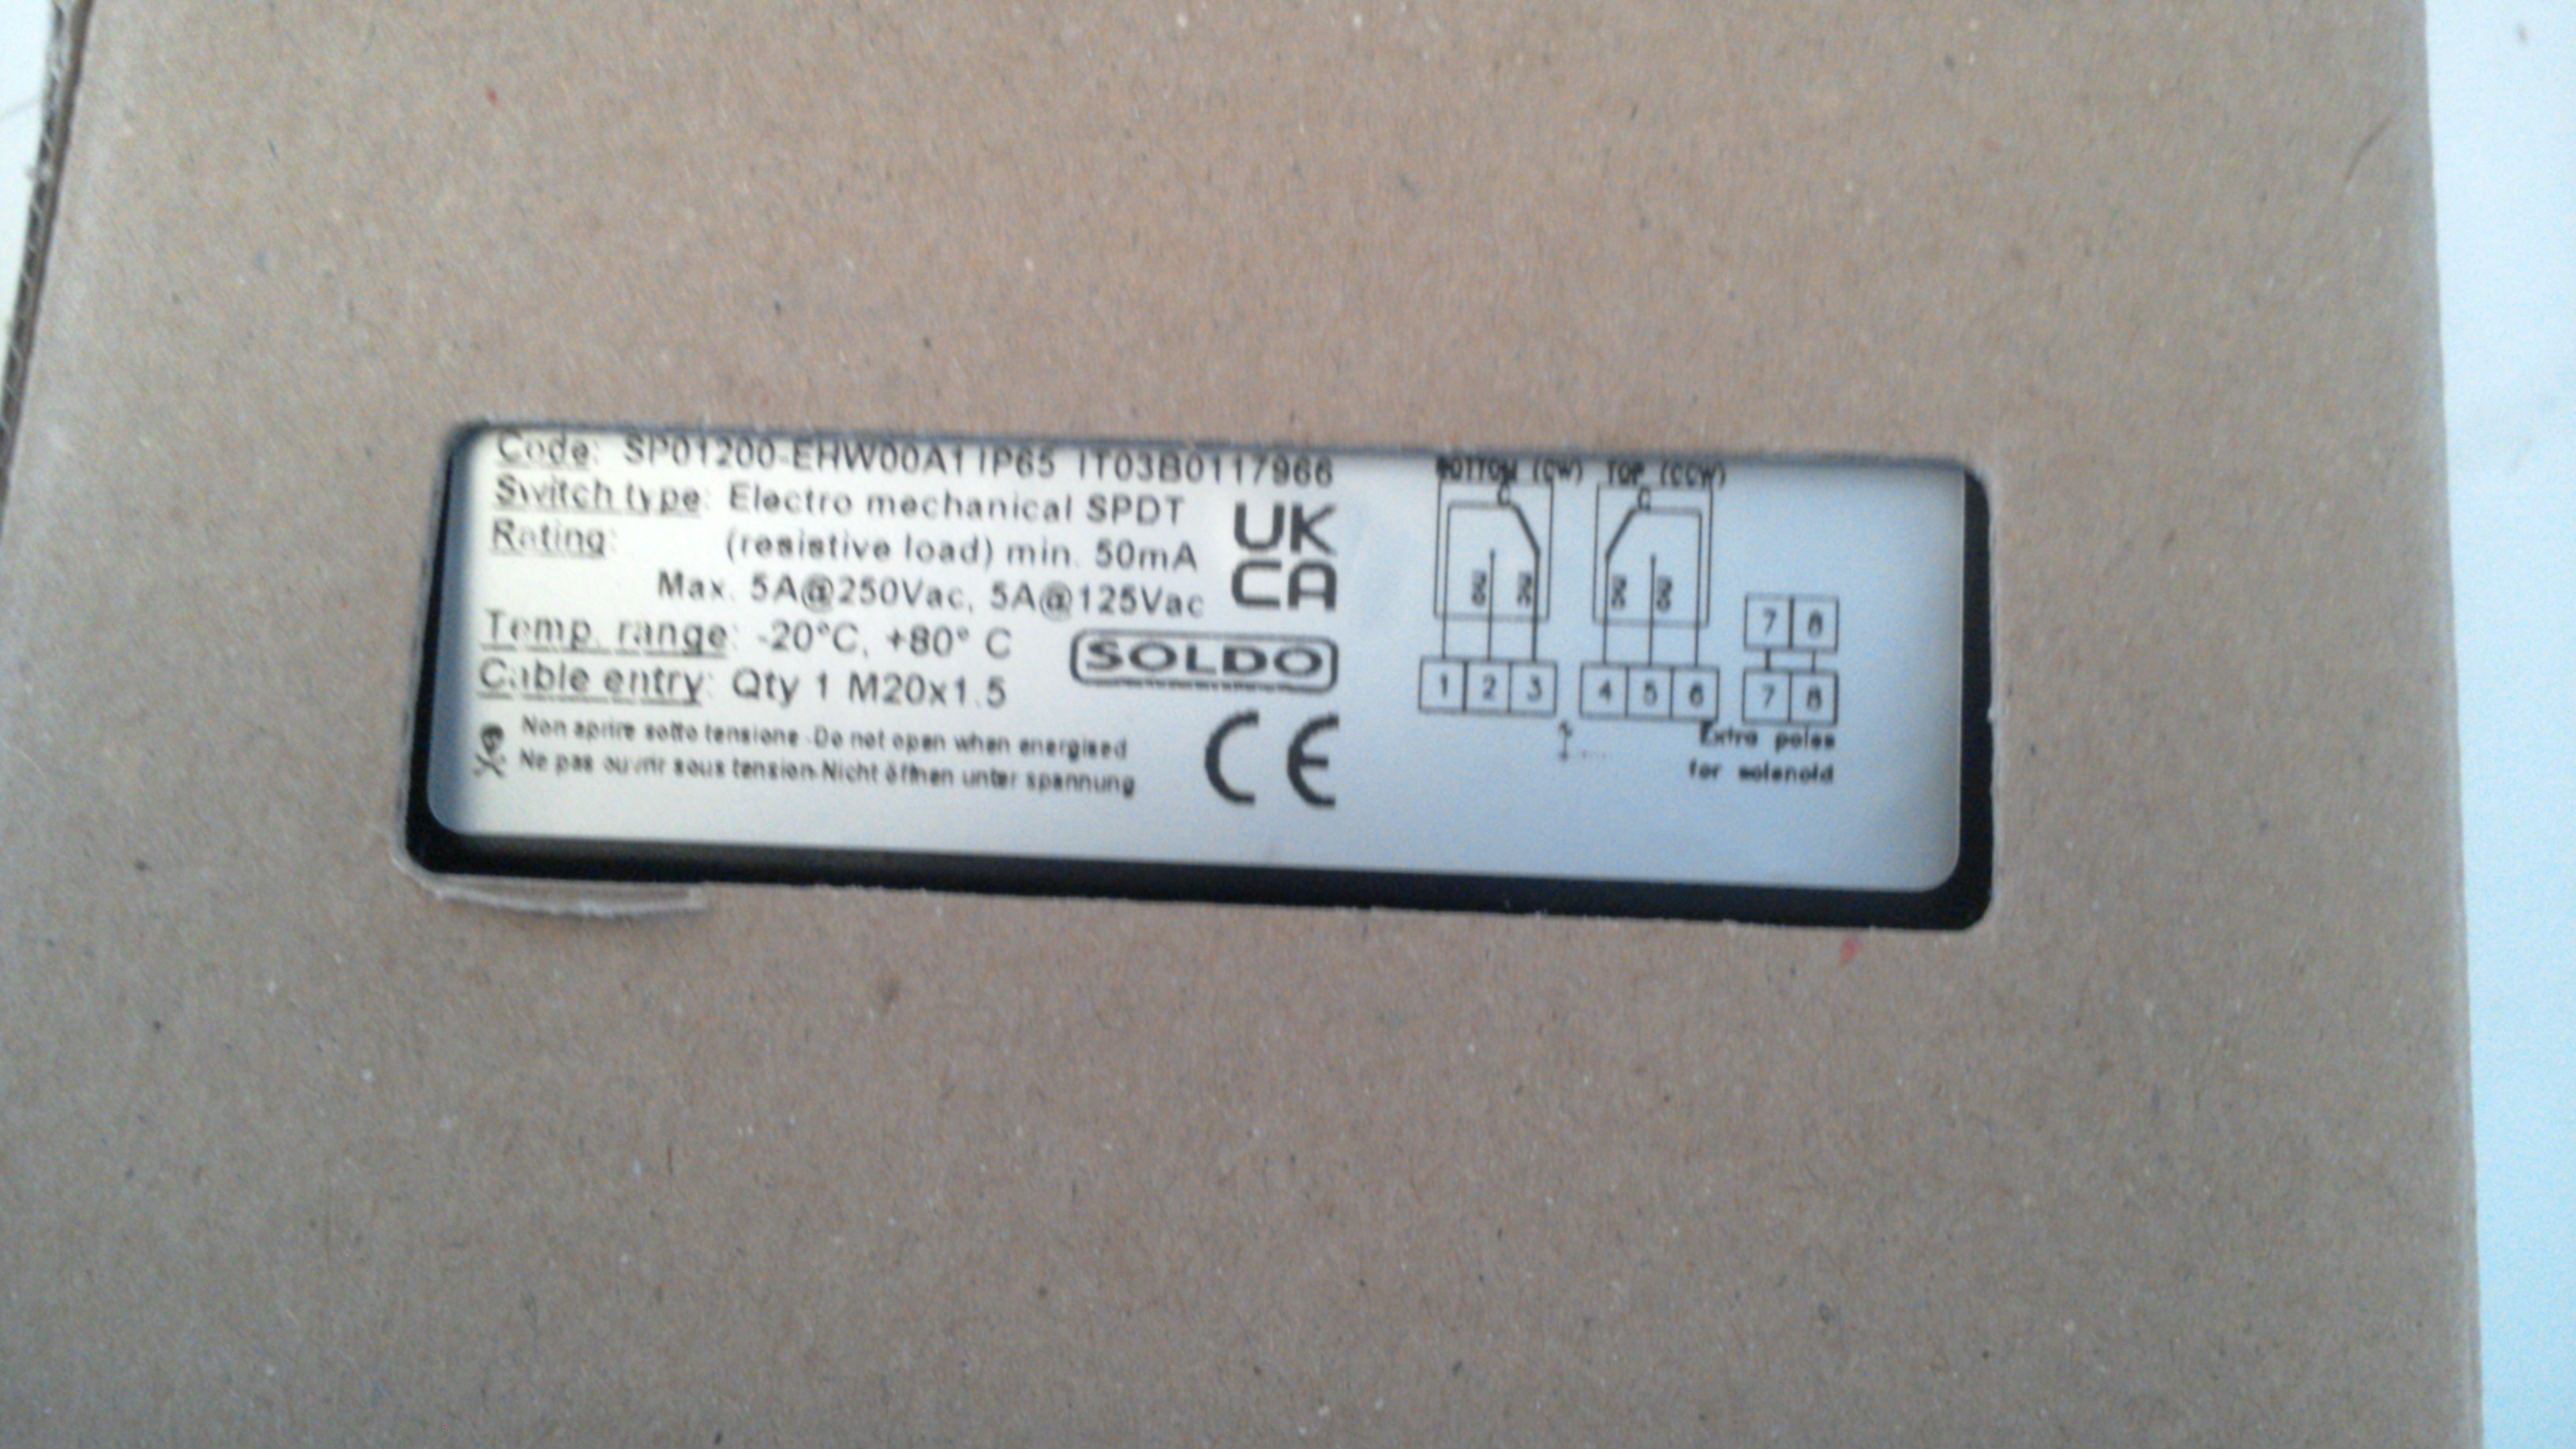 Code: SP01200-EHW00A1 IP65 IT03B0117966
Switch type: Electro mechanical SPDT
Rating: (resistive load) min. 50mA
Max. 5A@250Vac, 5A@125Vac
Temp. range: -20°C, +80° C
Cable entry: Qty 1 M20x1.5
Non aprire sotto tensione-Do not open when energised
Ne pas ouvrir sous tension-Nicht öffnen unter spannung
UK
CA
SOLDO
CE
BOTTOM (CW) TOP (CCW)
C C
7 8
1 2 3 4 5 6 7 8
Extra poles
for solenoid